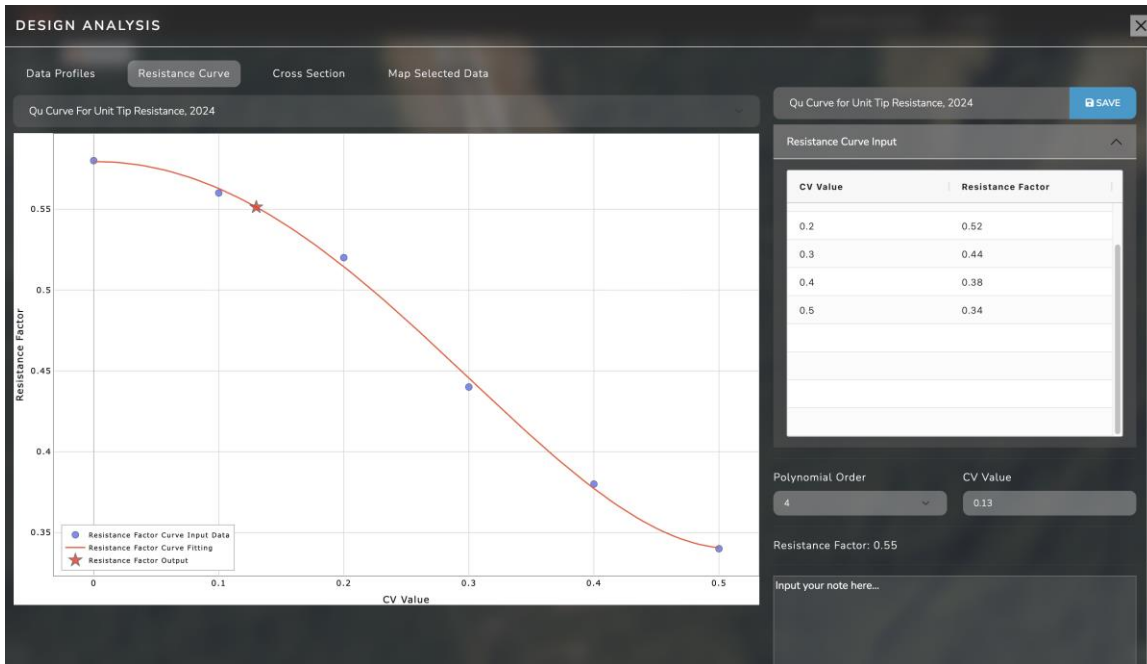 DESIGN ANALYSIS
Data Profiles Resistance Curve Cross Section Map Selected Data
Qu Curve For Unit Tip Resistance, 2024
0.55
0.5
0.45
0.4
0.35
Resistance Factor
Resistance Factor Curve Input Data
Resistance Factor Curve Fitting
Resistance Factor Output
0 0.1 0.2 0.3 0.4 0.5
CV Value
Qu Curve for Unit Tip Resistance, 2024 SAVE
Resistance Curve Input
CV Value Resistance Factor
0.2 0.52
0.3 0.44
0.4 0.38
0.5 0.34
Polynomial Order CV Value
4 0.13
Resistance Factor: 0.55
Input your note here...